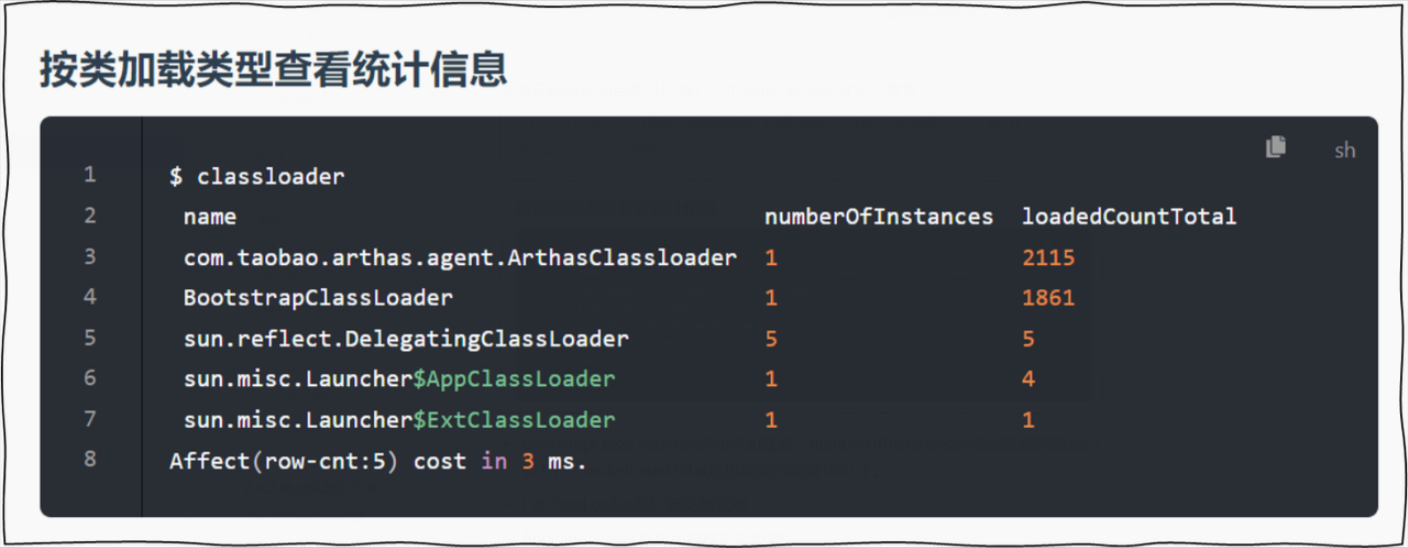 按类加载类型查看统计信息
sh
1 $ classloader
2 name numberOfInstances loadedCountTotal
3 com.taobao.arthas.agent.ArthasClassloader 1 2115
4 BootstrapClassLoader 1 1861
5 sun.reflect.DelegatingClassLoader 5 5
6 sun.misc.Launcher$AppClassLoader 1 4
7 sun.misc.Launcher$ExtClassLoader 1 1
8 Affect(row-cnt:5) cost in 3 ms.